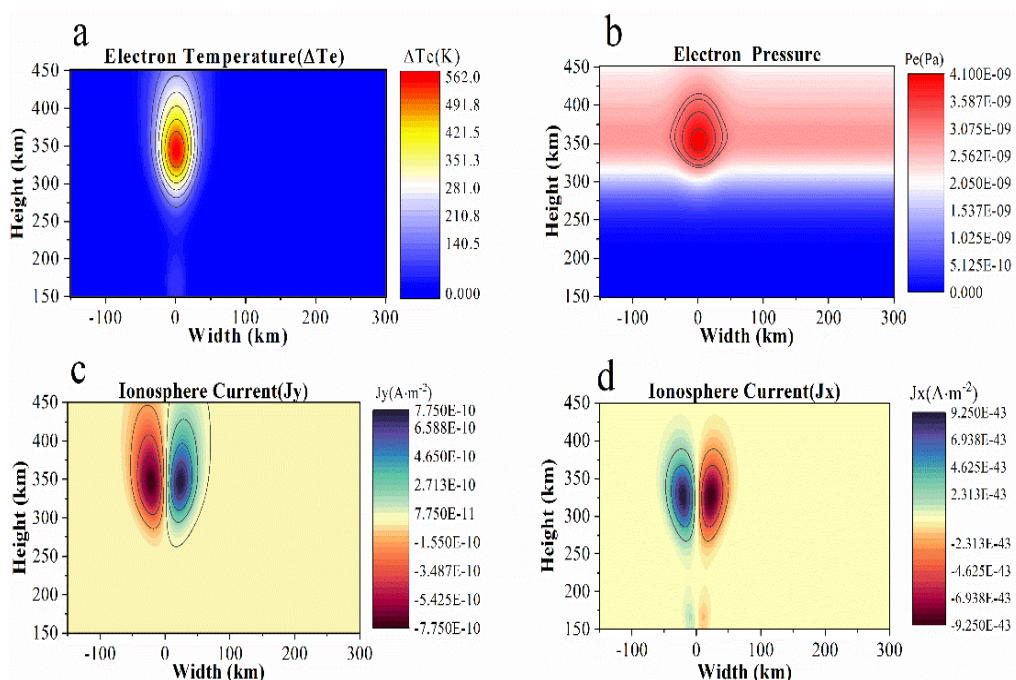 a
Electron Temperature(ΔTe)
ΔTe(K)
562.0
491.8
421.5
351.3
281.0
210.8
140.5
0.000
450
400
350
300
250
200
150
Height (km)
-100 0 100 200 300
Width (km)
b
Electron Pressure
Pe(Pa)
4.100E-09
3.587E-09
3.075E-09
2.562E-09
2.050E-09
1.537E-09
1.025E-09
5.125E-10
0.000
450
400
350
300
250
200
150
Height (km)
-100 0 100 200 300
Width (km)
c
Ionosphere Current(Jy)
Jy(A·m⁻²)
7.750E-10
6.588E-10
4.650E-10
2.713E-10
7.750E-11
-1.550E-10
-3.487E-10
-5.425E-10
-7.750E-10
450
400
350
300
250
200
150
Height (km)
-100 0 100 200 300
Width (km)
d
Ionosphere Current(Jx)
Jx(A·m⁻²)
9.250E-43
6.938E-43
4.625E-43
2.313E-43
-2.313E-43
-4.625E-43
-6.938E-43
-9.250E-43
450
400
350
300
250
200
150
Height (km)
-100 0 100 200 300
Width (km)